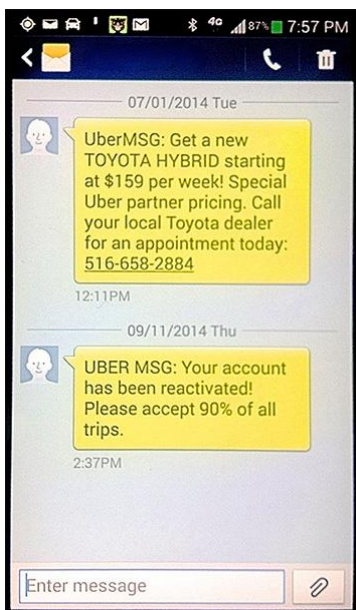 4G 87% 7:57 PM
07/01/2014 Tue
UberMSG: Get a new
TOYOTA HYBRID starting
at $159 per week! Special
Uber partner pricing. Call
your local Toyota dealer
for an appointment today:
516-658-2884
12:11PM
09/11/2014 Thu
UBER MSG: Your account
has been reactivated!
Please accept 90% of all
trips.
2:37PM
Enter message